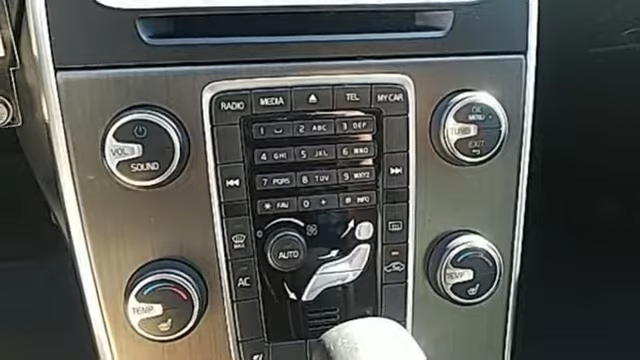 RADIO MEDIA TEL MY CAR
1 2 ABC 3 DEF
VOL OK MENU
4 GHI 5 JKL 6 MNO TUNE
SOUND EXIT
7 PQRS 8 TUV 9 WXYZ
* FAV 0 + # INFO
MAX
AUTO
AC
TEMP TEMP